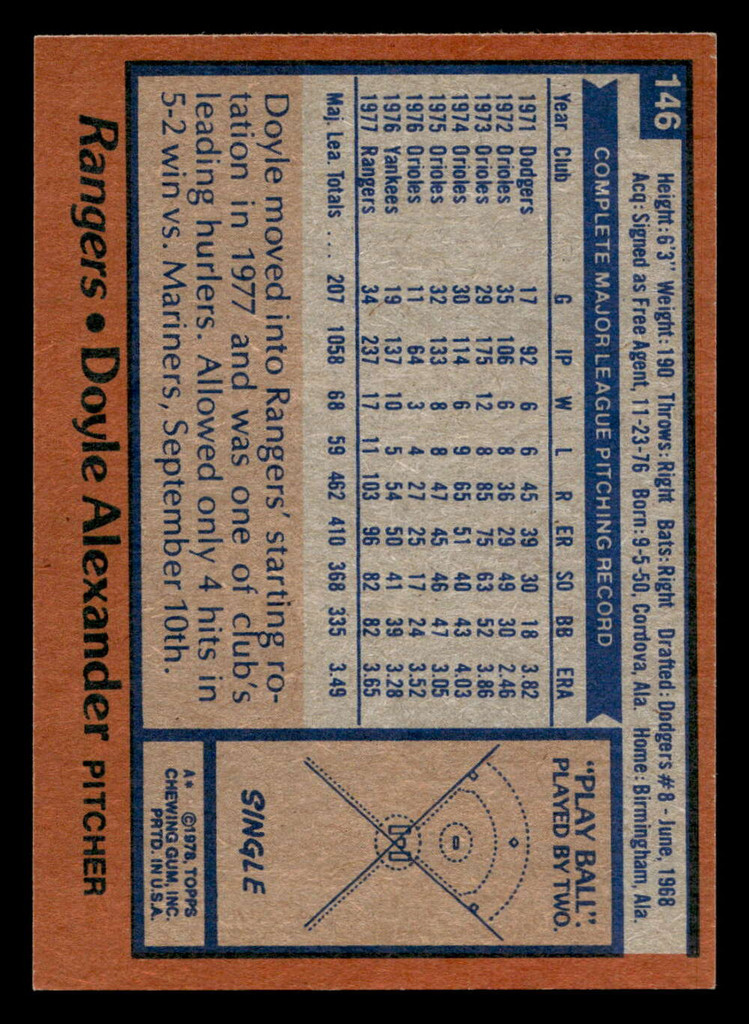 146
Height: 6'3" Weight: 190 Throws: Right Bats: Right Drafted: Dodgers #8 - June, 1968
Acq: Signed as Free Agent, 11-23-76 Born: 9-5-50, Cordova, Ala. Home: Birmingham, Ala.
COMPLETE MAJOR LEAGUE PITCHING RECORD
Year Club G IP W L R ER SO BB ERA
1971 Dodgers 17 92 6 6 45 39 30 18 3.82
1972 Orioles 35 106 6 8 36 29 49 30 2.46
1973 Orioles 29 175 12 8 85 75 63 52 3.86
1974 Orioles 30 114 6 9 65 51 40 43 4.03
1975 Orioles 32 133 8 8 47 45 46 47 3.05
1976 Orioles 11 64 3 4 27 25 17 24 3.52
1976 Yankees 19 137 10 5 54 50 41 39 3.28
1977 Rangers 34 237 17 11 103 96 82 82 3.65
Maj. Lea. Totals .... 207 1058 68 59 462 410 368 335 3.49
Doyle moved into Rangers' starting ro-
tation in 1977 and was one of club's
leading hurlers. Allowed only 4 hits in
5-2 win vs. Mariners, September 10th.
"PLAY BALL":
PLAYED BY TWO.
SINGLE
A* ©1978, TOPPS
CHEWING GUM, INC.
PRTD. IN U.S.A.
Rangers • Doyle Alexander PITCHER